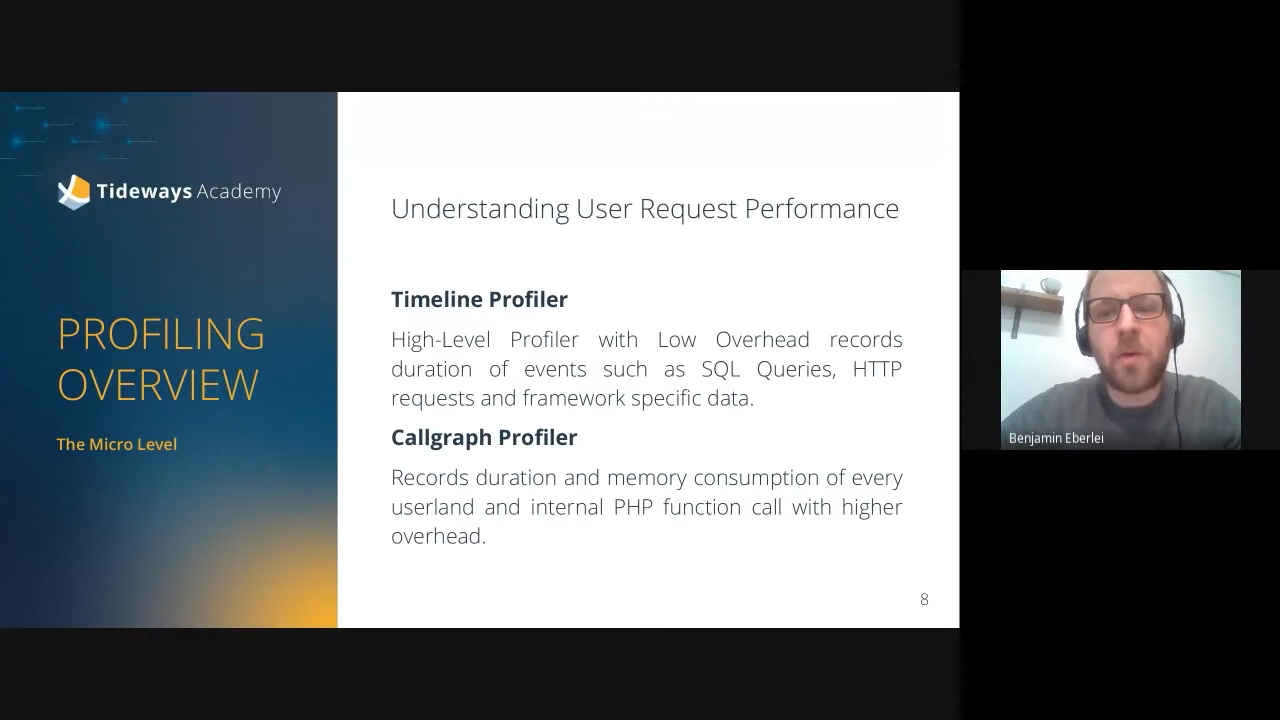 Tideways Academy
PROFILING
OVERVIEW
The Micro Level
Understanding User Request Performance
Timeline Profiler
High-Level Profiler with Low Overhead records
duration of events such as SQL Queries, HTTP
requests and framework specific data.
Callgraph Profiler
Records duration and memory consumption of every
userland and internal PHP function call with higher
overhead.
8
Benjamin Eberlei